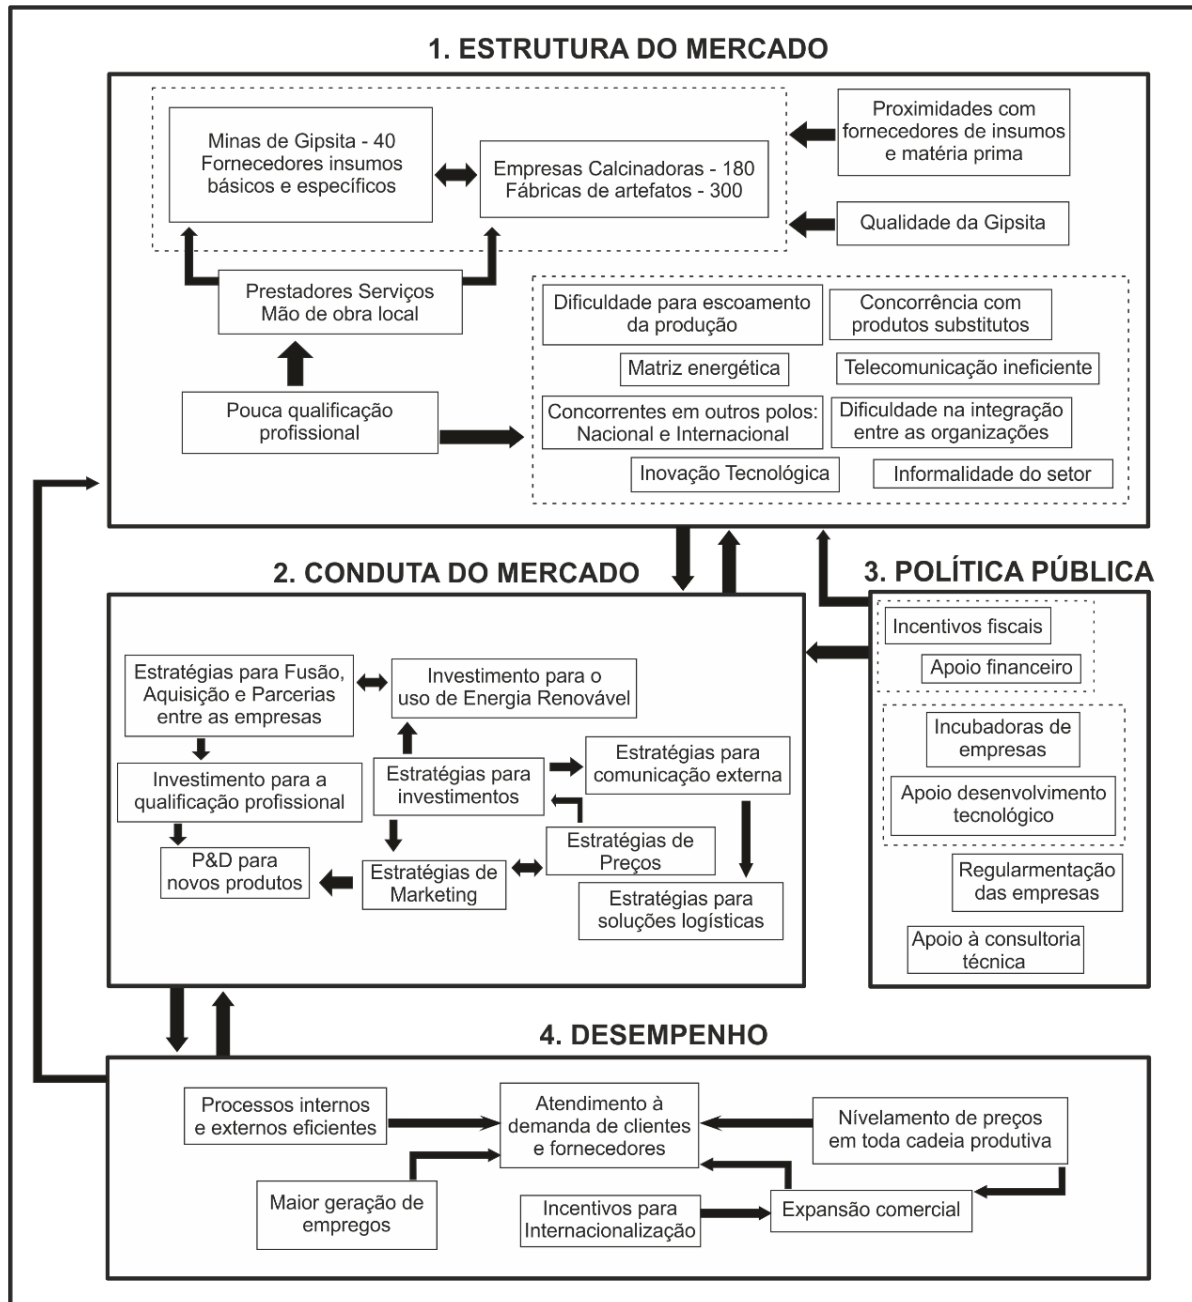 1. ESTRUTURA DO MERCADO
Minas de Gipsita - 40
Fornecedores insumos
básicos e específicos
Empresas Calcinadoras - 180
Fábricas de artefatos - 300
Proximidades com
fornecedores de insumos
e matéria prima
Qualidade da Gipsita
Prestadores Serviços
Mão de obra local
Pouca qualificação
profissional
Dificuldade para escoamento
da produção
Concorrência com
produtos substitutos
Matriz energética
Telecomunicação ineficiente
Concorrentes em outros polos:
Nacional e Internacional
Dificuldade na integração
entre as organizações
Inovação Tecnológica
Informalidade do setor
2. CONDUTA DO MERCADO
Estratégias para Fusão,
Aquisição e Parcerias
entre as empresas
Investimento para o
uso de Energia Renovável
Investimento para a
qualificação profissional
Estratégias para
investimentos
Estratégias para
comunicação externa
P&D para
novos produtos
Estratégias de
Marketing
Estratégias de
Preços
Estratégias para
soluções logísticas
3. POLÍTICA PÚBLICA
Incentivos fiscais
Apoio financeiro
Incubadoras de
empresas
Apoio desenvolvimento
tecnológico
Regularmentação
das empresas
Apoio à consultoria
técnica
4. DESEMPENHO
Processos internos
e externos eficientes
Atendimento à
demanda de clientes
e fornecedores
Nívelamento de preços
em toda cadeia produtiva
Maior geração de
empregos
Incentivos para
Internacionalização
Expansão comercial